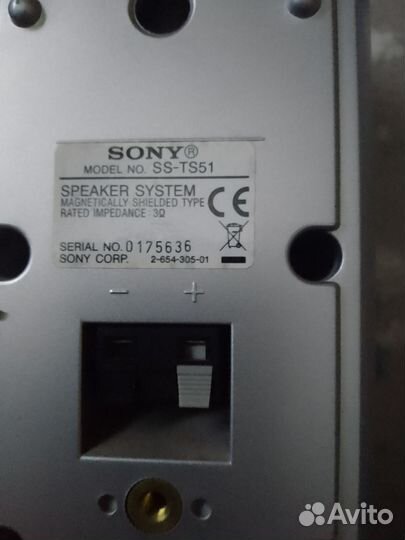 SONY®
MODEL NO. SS-TS51
SPEAKER SYSTEM
MAGNETICALLY SHIELDED TYPE
RATED IMPEDANCE : 3Ω
CE
SERIAL NO. 0175636
SONY CORP. 2-654-305-01
− +
Avito